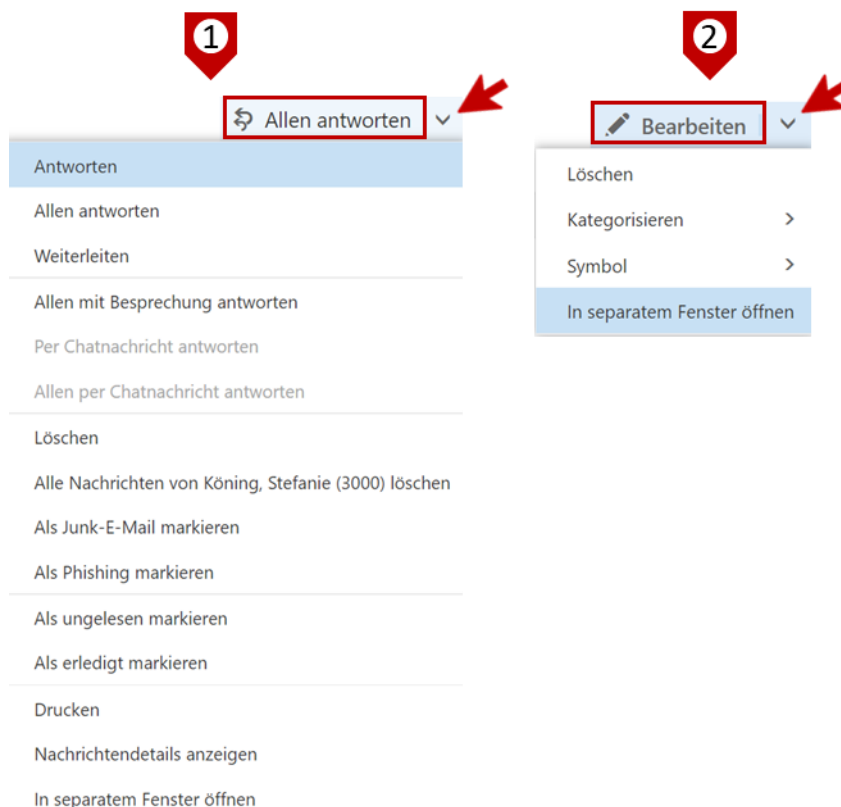 1
Allen antworten
Antworten
Allen antworten
Weiterleiten
Allen mit Besprechung antworten
Per Chatnachricht antworten
Allen per Chatnachricht antworten
Löschen
Alle Nachrichten von Köning, Stefanie (3000) löschen
Als Junk-E-Mail markieren
Als Phishing markieren
Als ungelesen markieren
Als erledigt markieren
Drucken
Nachrichtendetails anzeigen
In separatem Fenster öffnen
2
Bearbeiten
Löschen
Kategorisieren
Symbol
In separatem Fenster öffnen